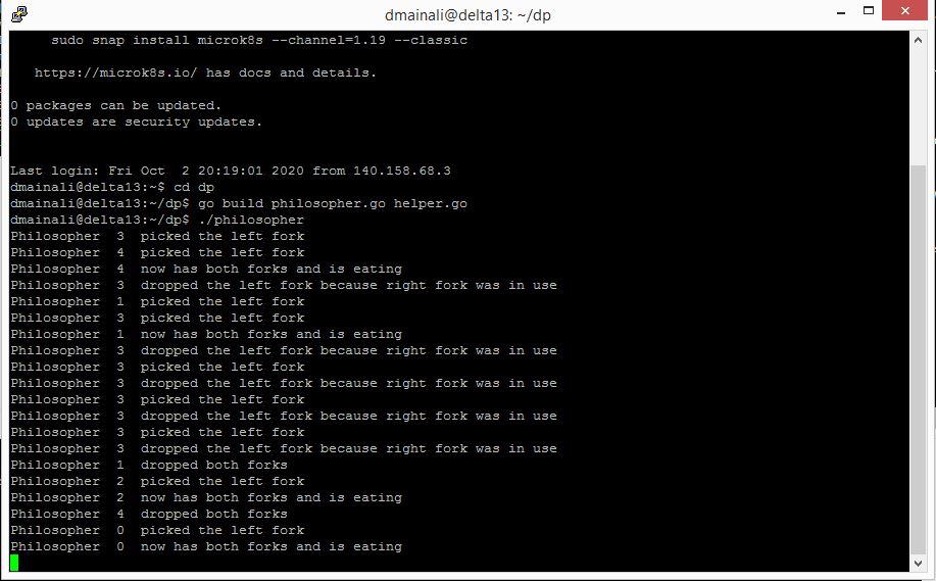 dmainali@delta13: ~/dp
sudo snap install microk8s --channel=1.19 --classic
https://microk8s.io/ has docs and details.
0 packages can be updated.
0 updates are security updates.
Last login: Fri Oct  2 20:19:01 2020 from 140.158.68.3
dmainali@delta13:~$ cd dp
dmainali@delta13:~/dp$ go build philosopher.go helper.go
dmainali@delta13:~/dp$ ./philosopher
Philosopher  3  picked the left fork
Philosopher  4  picked the left fork
Philosopher  4  now has both forks and is eating
Philosopher  3  dropped the left fork because right fork was in use
Philosopher  1  picked the left fork
Philosopher  3  picked the left fork
Philosopher  1  now has both forks and is eating
Philosopher  3  dropped the left fork because right fork was in use
Philosopher  3  picked the left fork
Philosopher  3  dropped the left fork because right fork was in use
Philosopher  3  picked the left fork
Philosopher  3  dropped the left fork because right fork was in use
Philosopher  3  picked the left fork
Philosopher  3  dropped the left fork because right fork was in use
Philosopher  1  dropped both forks
Philosopher  2  picked the left fork
Philosopher  2  now has both forks and is eating
Philosopher  4  dropped both forks
Philosopher  0  picked the left fork
Philosopher  0  now has both forks and is eating